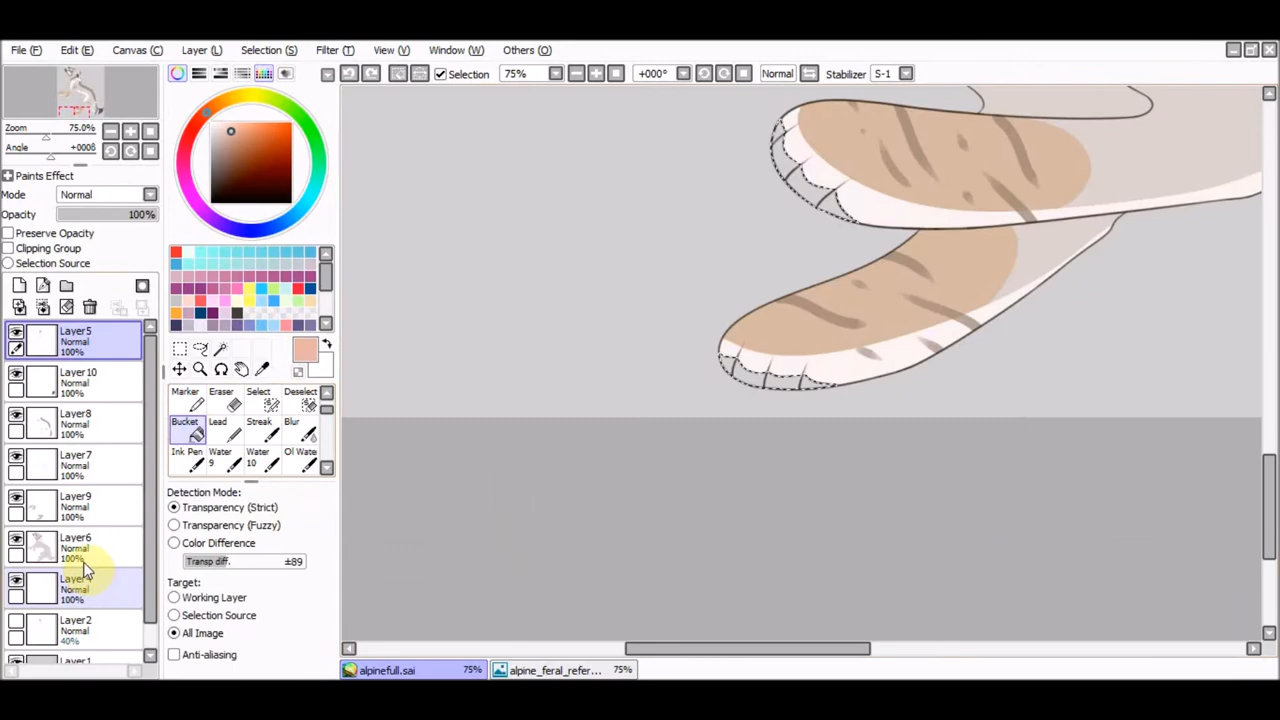 File (F) Edit (E) Canvas (C) Layer (L) Selection (S) Filter (T) View (V) Window (W) Others (O)
Selection 75% +000° Normal Stabilizer S-1
Zoom 75.0%
Angle +000ß
Paints Effect
Mode Normal
Opacity 100%
Preserve Opacity
Clipping Group
Selection Source
Layer5
Normal
100%
Layer10
Normal
100%
Layer8
Normal
100%
Layer7
Normal
100%
Layer9
Normal
100%
Layer6
Normal
100%
Normal
100%
Layer2
Normal
40%
Layer1
Marker Eraser Select Deselect
Bucket Lead Streak Blur
Ink Pen Water 9 Water 10 Ol Wate
Detection Mode:
Transparency (Strict)
Transparency (Fuzzy)
Color Difference
Transp diff. ±89
Target:
Working Layer
Selection Source
All Image
Anti-aliasing
alpinefull.sai 75% alpine_feral_refer... 75%